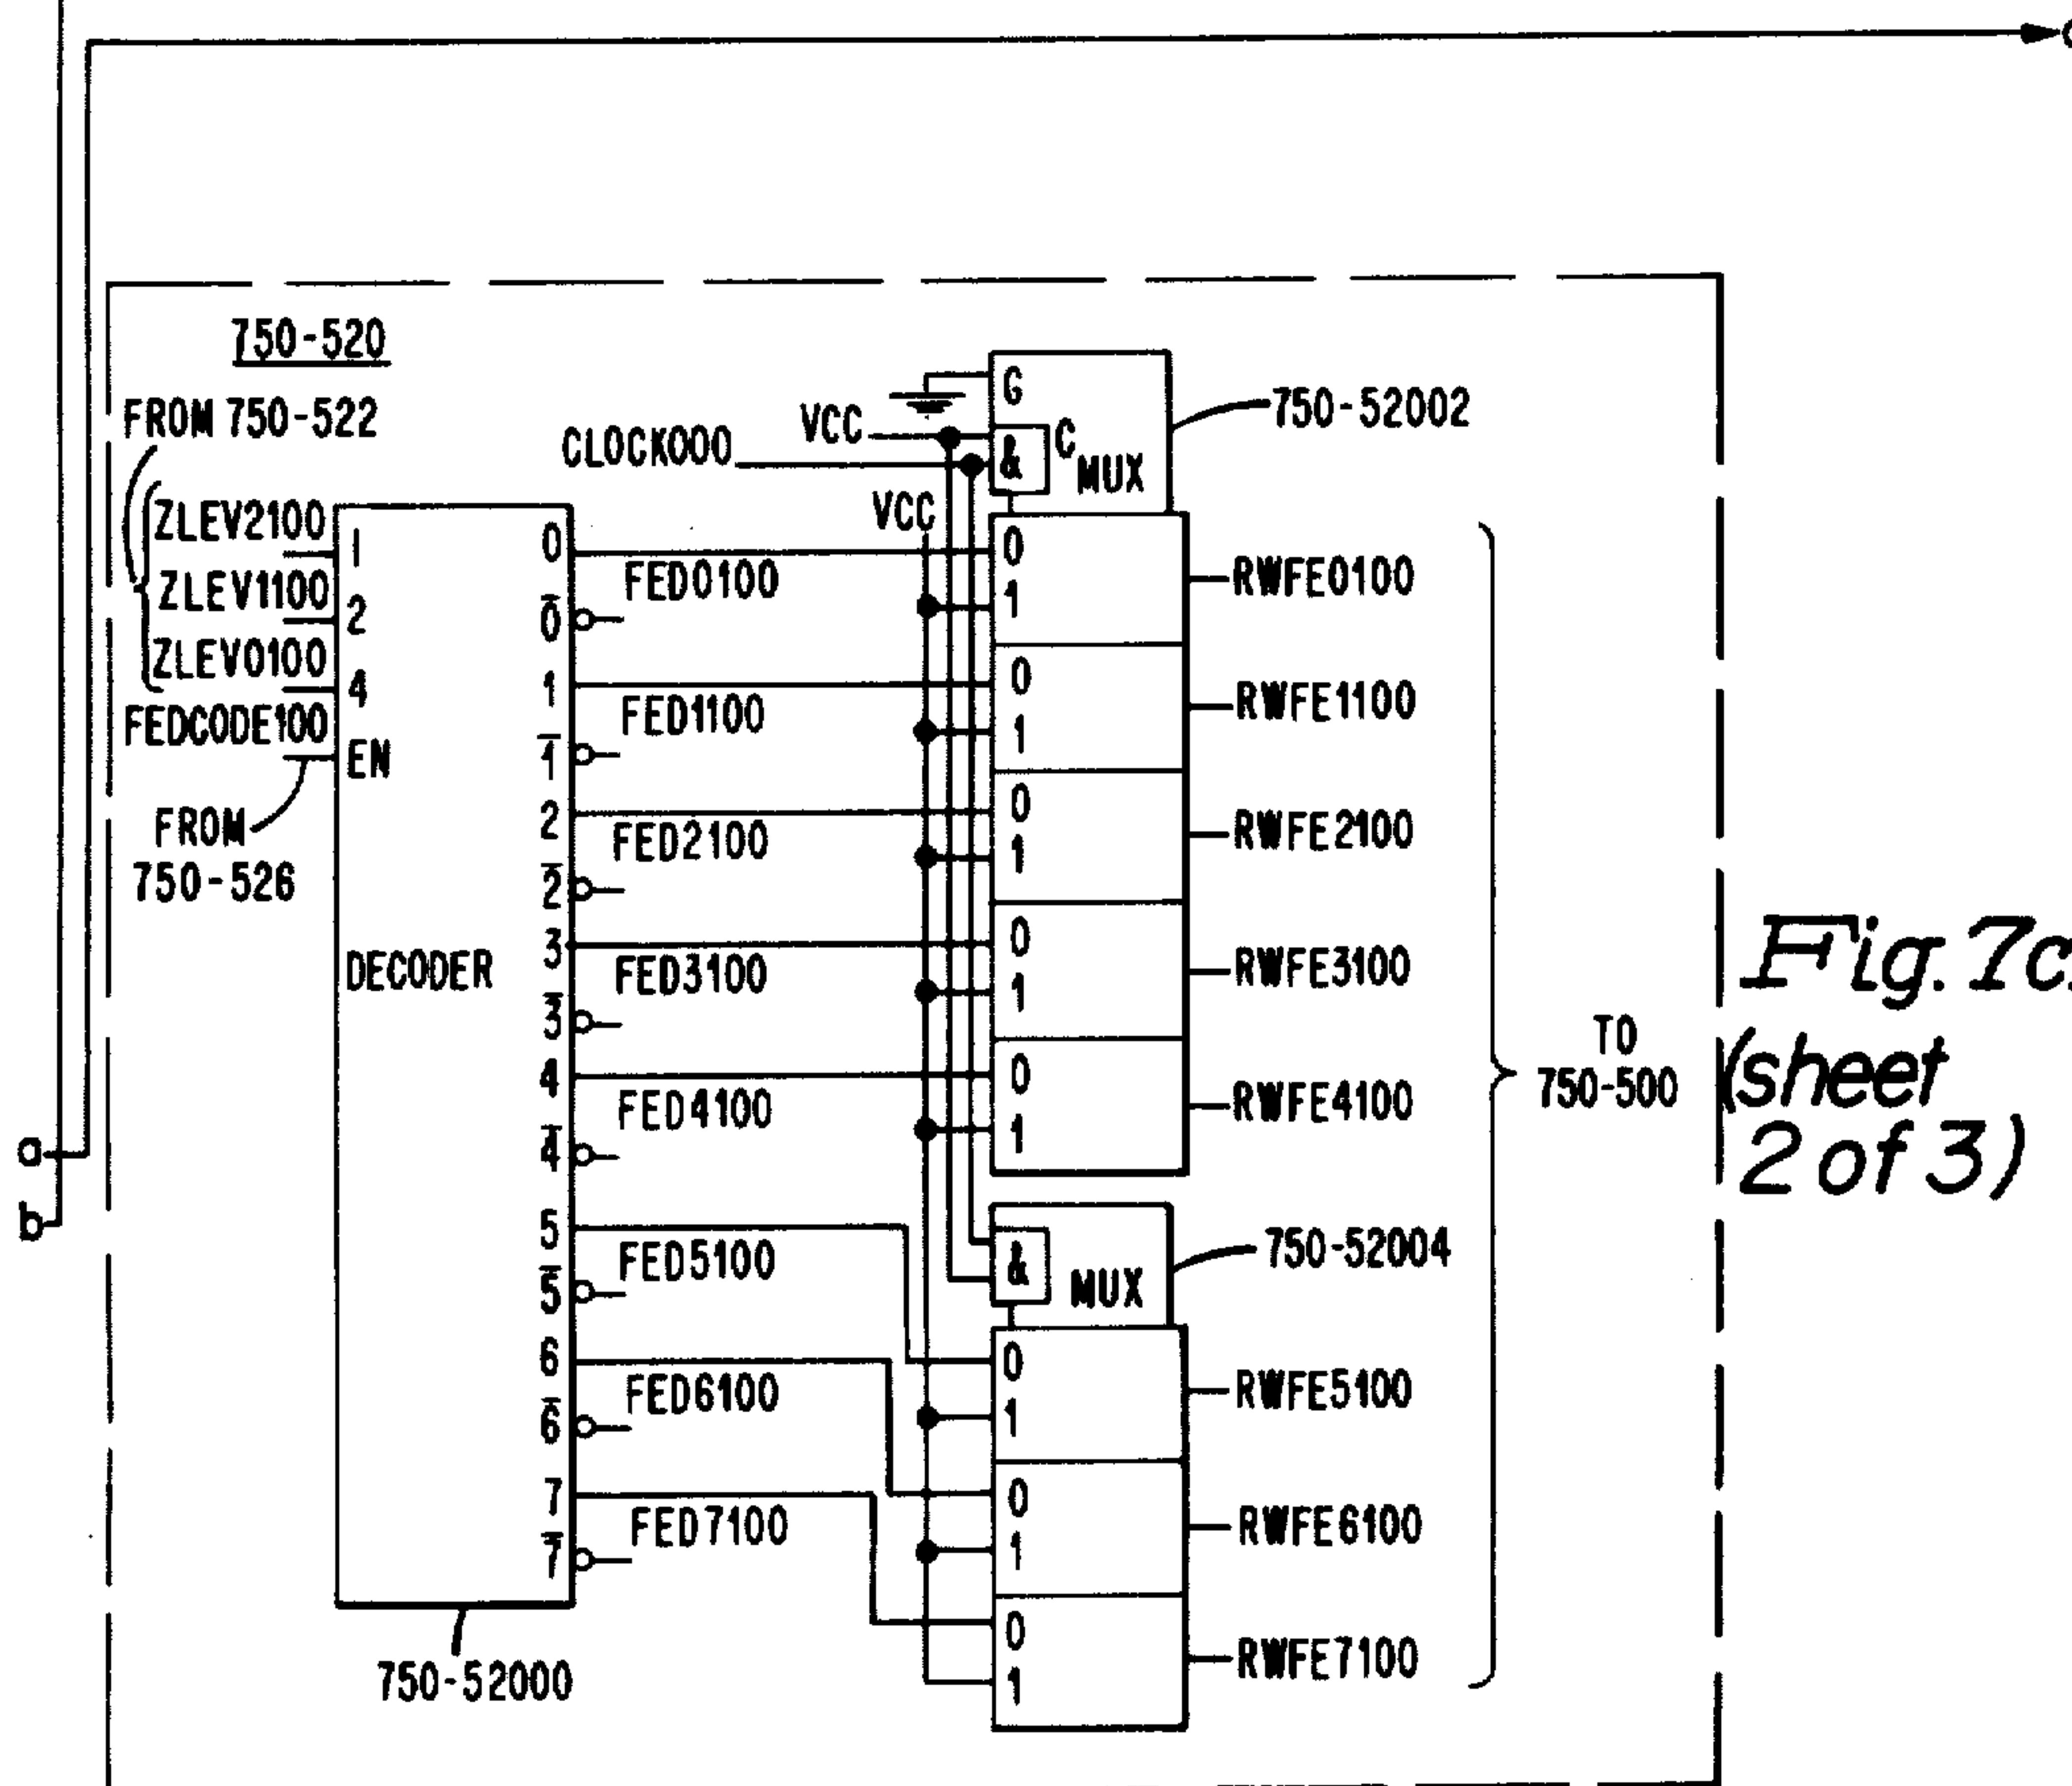 750-520
FROM 750-522
ZLEV2100
ZLEV1100
ZLEV0100
FEDCODE100
FROM
750-526
1
2
4
EN
DECODER
0
0̅
1
1̅
2
2̅
3
3̅
4
4̅
5
5̅
6
6̅
7
7̅
750-52000
FED0100
FED1100
FED2100
FED3100
FED4100
FED5100
FED6100
FED7100
CLOCK000
VCC
VCC
G
&
C
MUX
750-52002
0
1
0
1
0
1
0
1
0
1
RWFE0100
RWFE1100
RWFE2100
RWFE3100
RWFE4100
&
MUX
750-52004
0
1
0
1
0
1
RWFE5100
RWFE6100
RWFE7100
TO
750-500
a
b
Fig. 7c
(sheet
2 of 3)